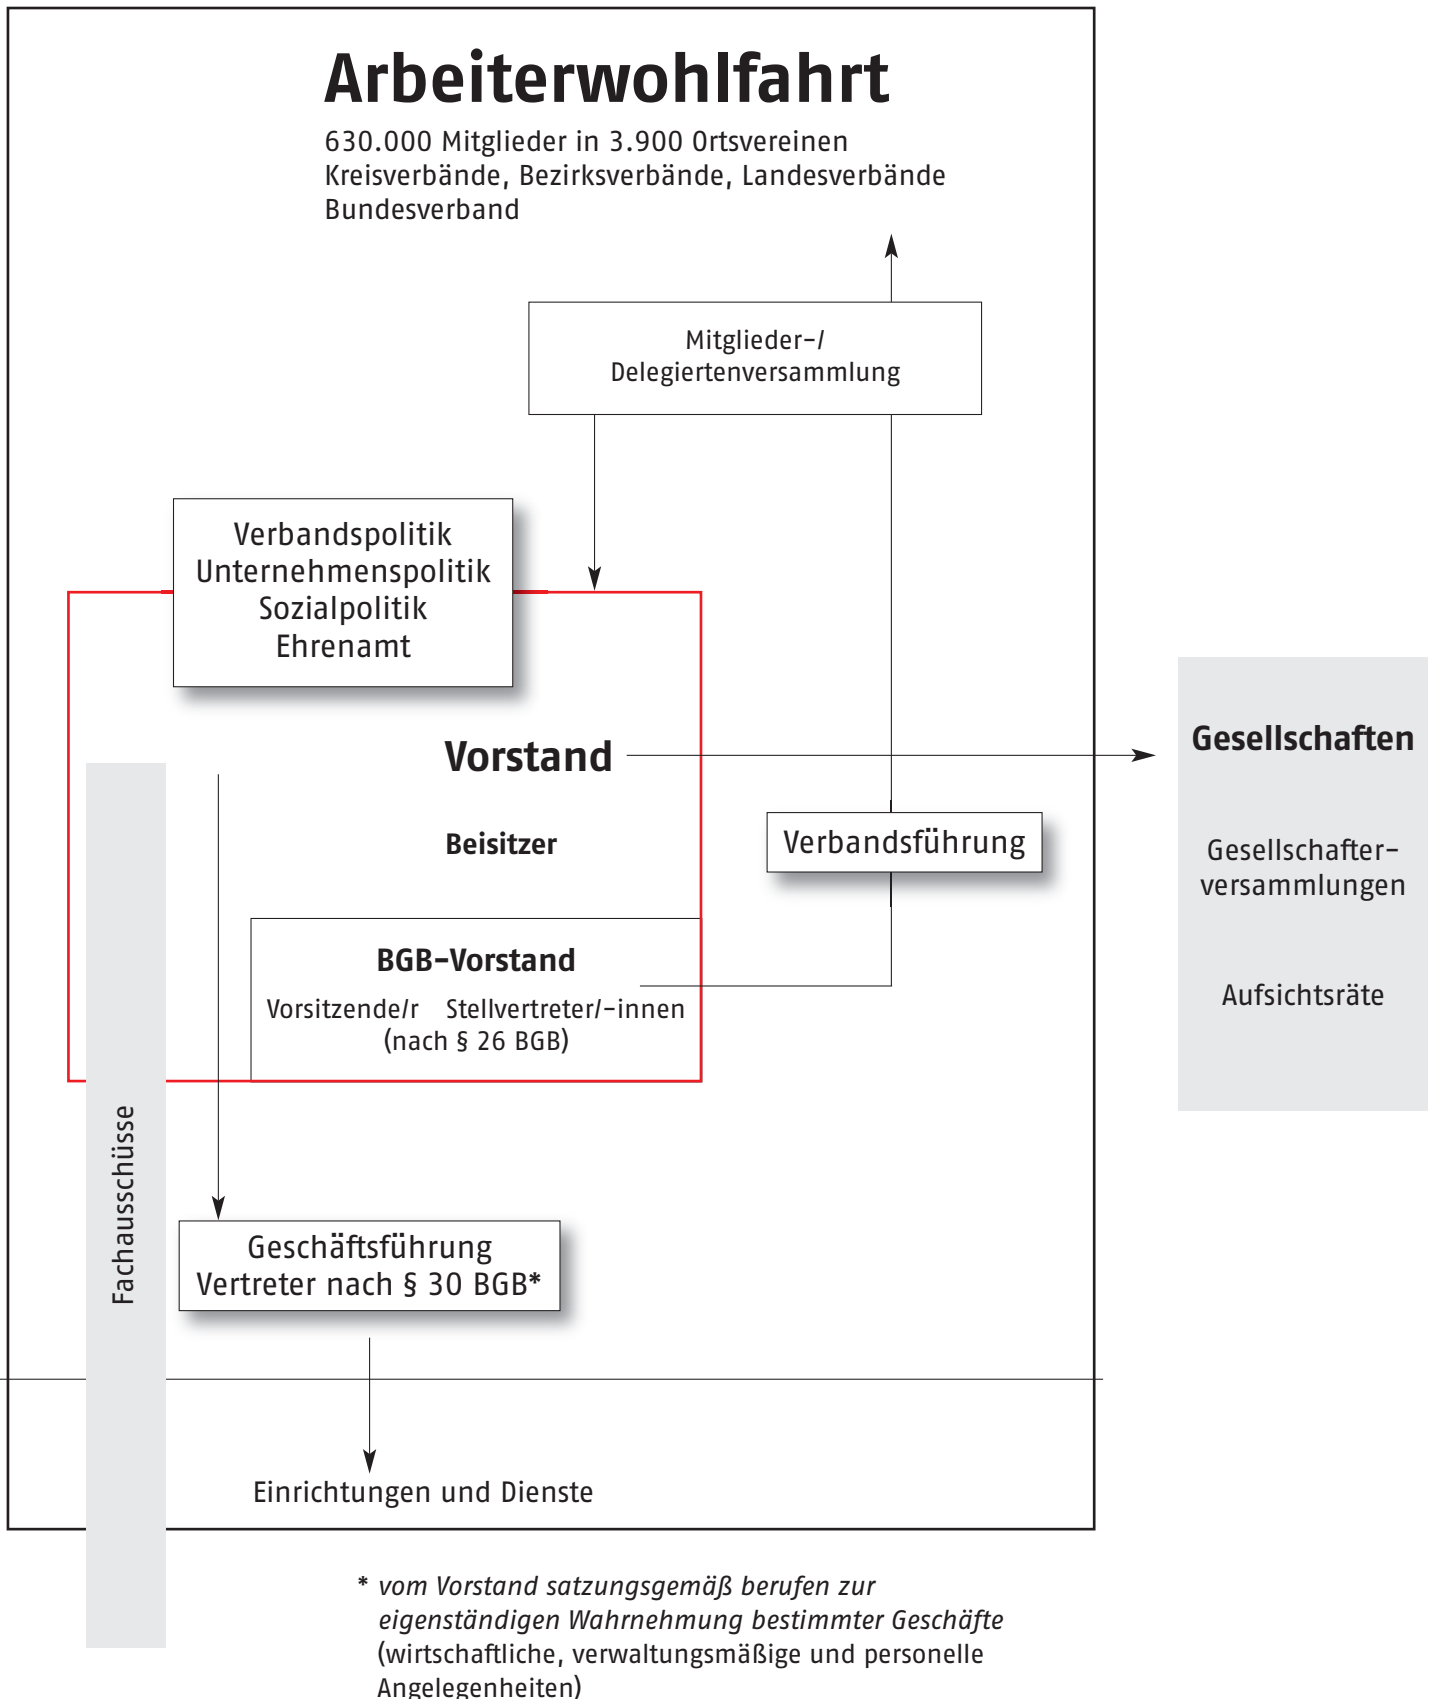 Arbeiterwohlfahrt
630.000 Mitglieder in 3.900 Ortsvereinen
Kreisverbände, Bezirksverbände, Landesverbände
Bundesverband
Mitglieder-/
Delegiertenversammlung
Verbandspolitik
Unternehmenspolitik
Sozialpolitik
Ehrenamt
Vorstand
Beisitzer
Verbandsführung
BGB-Vorstand
Vorsitzende/r Stellvertreter/-innen
(nach § 26 BGB)
Gesellschaften
Gesellschafter-
versammlungen
Aufsichtsräte
Fachausschüsse
Geschäftsführung
Vertreter nach § 30 BGB*
Einrichtungen und Dienste
* vom Vorstand satzungsgemäß berufen zur
eigenständigen Wahrnehmung bestimmter Geschäfte
(wirtschaftliche, verwaltungsmäßige und personelle
Angelegenheiten)